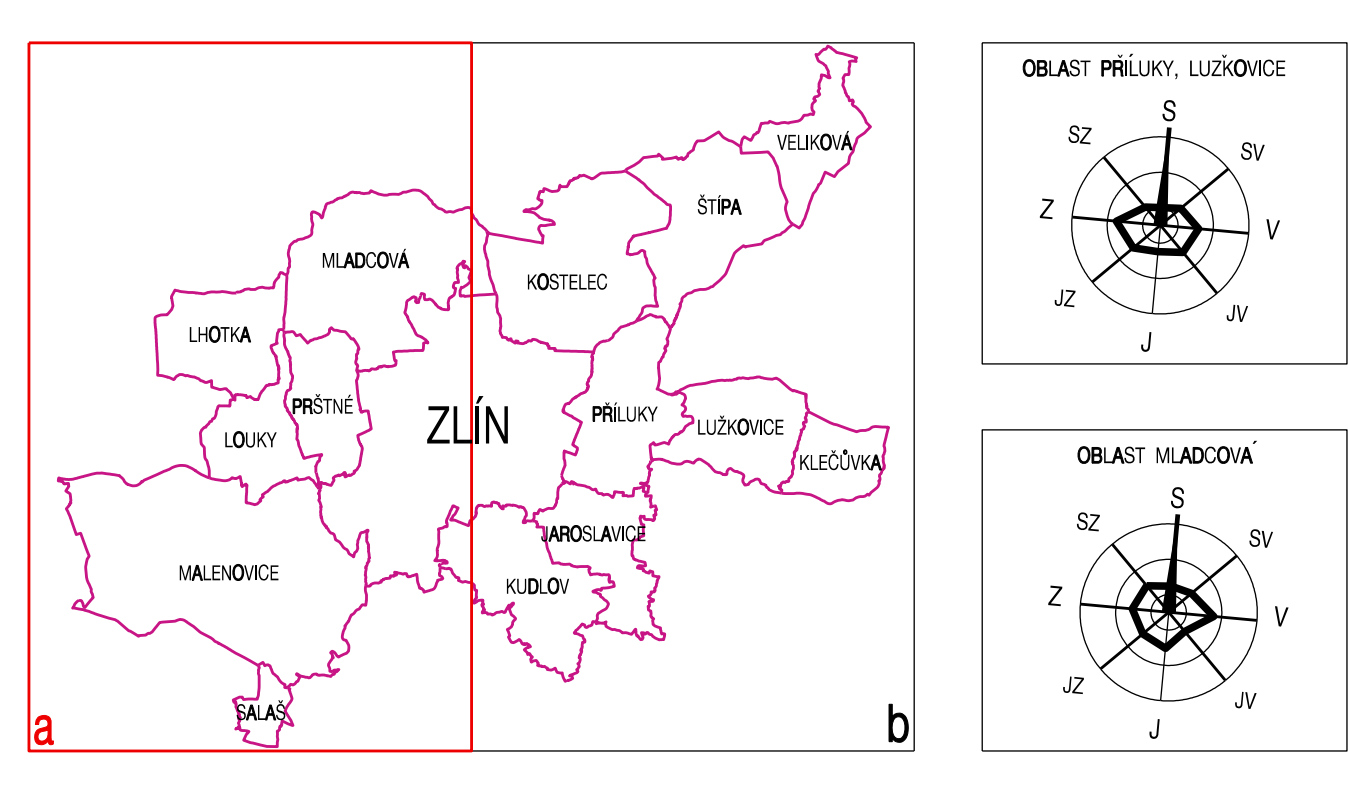 VELIKOVÁ
ŠTÍPA
MLADCOVÁ
KOSTELEC
LHOTKA
PRŠTNÉ
PŘÍLUKY
LOUKY
ZLÍN
LUŽKOVICE
KLEČŮVKA
JAROSLAVICE
MALENOVICE
KUDLOV
SALAŠ
a
b
OBLAST PŘÍLUKY, LUZŘKOVICE
S
SZ
SV
Z
V
JZ
JV
J
OBLAST MLADCOVÁ
S
SZ
SV
Z
V
JZ
JV
J